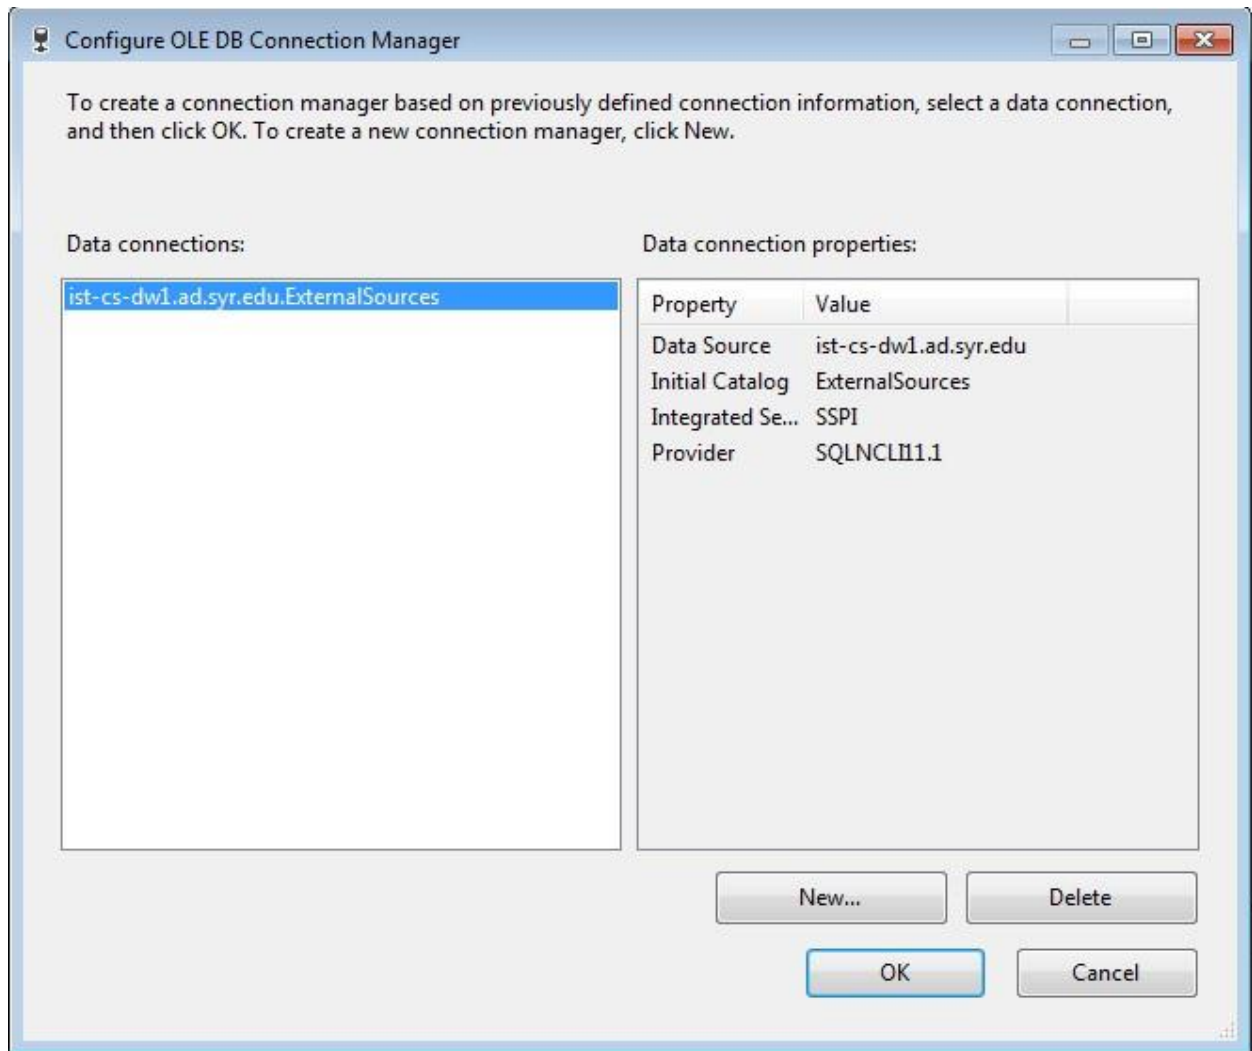 Configure OLE DB Connection Manager
To create a connection manager based on previously defined connection information, select a data connection,
and then click OK. To create a new connection manager, click New.
Data connections:
Data connection properties:
ist-cs-dw1.ad.syr.edu.ExternalSources
Property Value
Data Source ist-cs-dw1.ad.syr.edu
Initial Catalog ExternalSources
Integrated Se... SSPI
Provider SQLNCLI11.1
New... Delete
OK Cancel